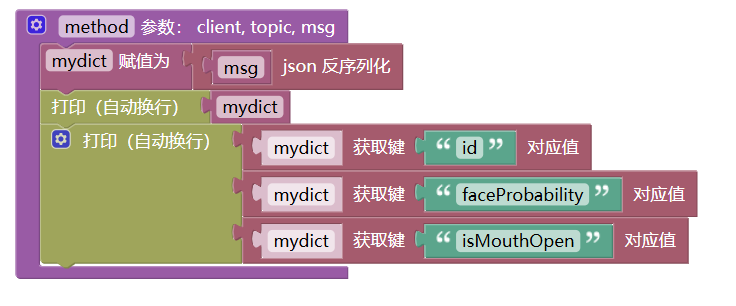 method 参数： client, topic, msg
mydict 赋值为 msg json 反序列化
打印（自动换行） mydict
打印（自动换行） mydict 获取键 “ id ” 对应值
mydict 获取键 “ faceProbability ” 对应值
mydict 获取键 “ isMouthOpen ” 对应值